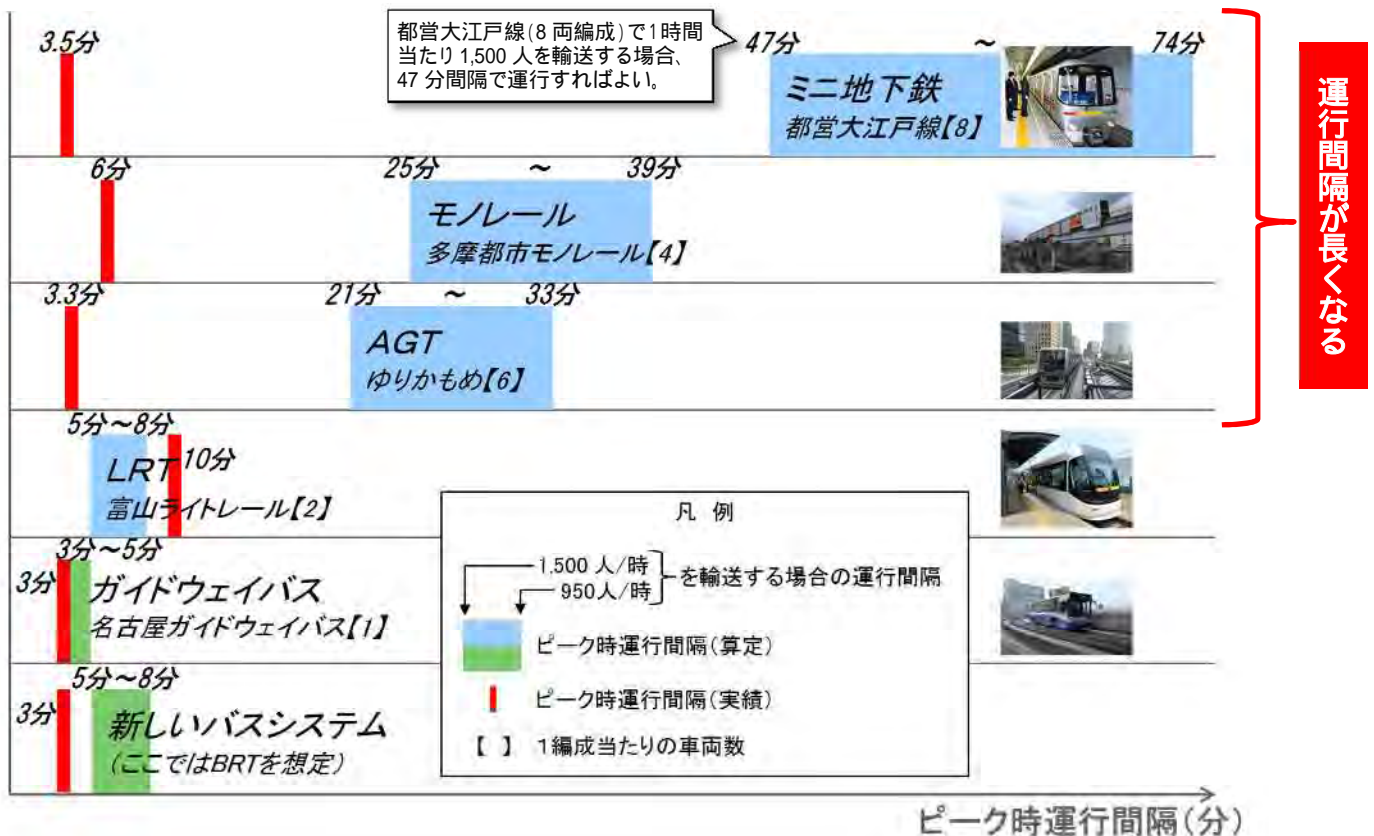 都営大江戸線(8両編成)で1時間
当たり1,500人を輸送する場合、
47分間隔で運行すればよい。
3.5分
47分 ～ 74分
ミニ地下鉄
都営大江戸線【8】
6分
25分 ～ 39分
モノレール
多摩都市モノレール【4】
3.3分
21分 ～ 33分
AGT
ゆりかもめ【6】
運行間隔が長くなる
5分～8分
LRT
10分
富山ライトレール【2】
3分～5分
3分
ガイドウェイバス
名古屋ガイドウェイバス【1】
5分～8分
3分
新しいバスシステム
(ここではBRTを想定)
凡 例
1,500 人/時
950人/時
を輸送する場合の運行間隔
ピーク時運行間隔(算定)
ピーク時運行間隔(実績)
【 】 1編成当たりの車両数
ピーク時運行間隔(分)